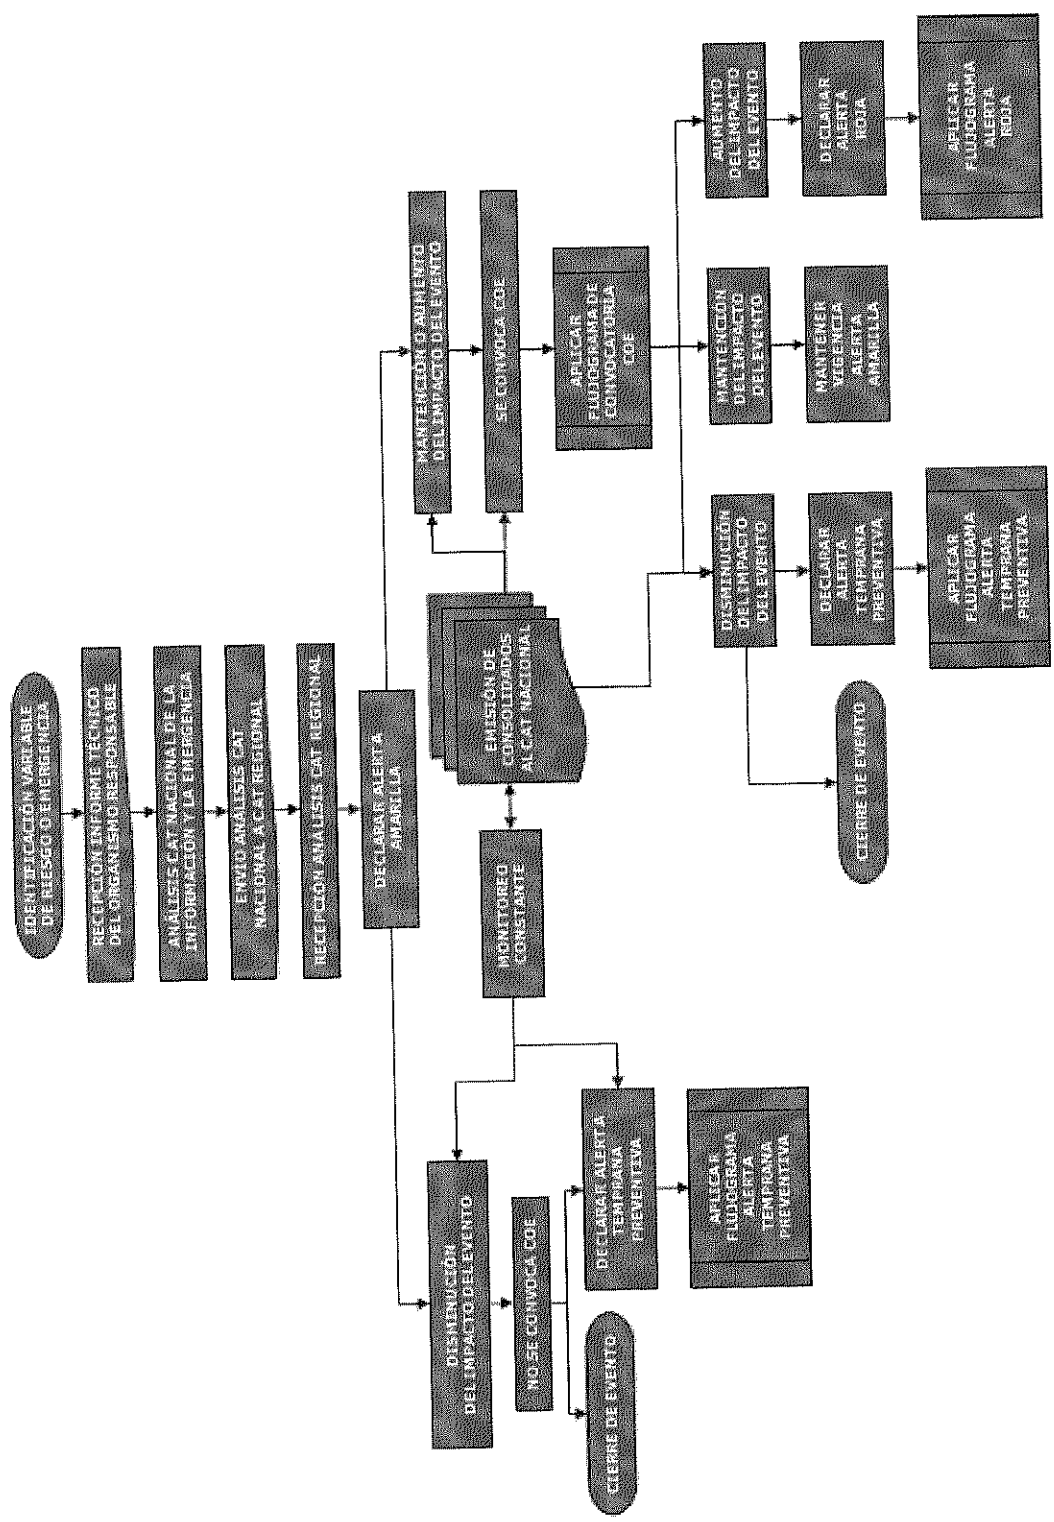 IDENTIFICACIÓN VARIABLE
DE RIESGO O EMERGENCIA
RECEPCIÓN INFORME TÉCNICO
DEL ORGANISMO RESPONSABLE
ANÁLISIS CAT NACIONAL DE LA
INFORMACIÓN Y LA EMERGENCIA
ENVÍO ANÁLISIS CAT
NACIONAL A CAT REGIONAL
RECEPCIÓN ANÁLISIS CAT REGIONAL
DECLARAR ALERTA
AMARILLA
DISMINUCIÓN
DEL IMPACTO DEL EVENTO
NO SE CONVOCA COE
CIERRE DE EVENTO
DECLARAR ALERTA
TEMPRANA
PREVENTIVA
APLICAR
FLUJOGRAMA
ALERTA
TEMPRANA
PREVENTIVA
MONITOREO
CONSTANTE
EMISIÓN DE
CONSOLIDADOS
AL CAT NACIONAL
MANTENCIÓN O AUMENTO
DEL IMPACTO DEL EVENTO
SE CONVOCA COE
APLICAR
FLUJOGRAMA DE
CONVOCATORIA
COE
DISMINUCIÓN
DEL IMPACTO
DEL EVENTO
CIERRE DE EVENTO
DECLARAR
ALERTA
TEMPRANA
PREVENTIVA
APLICAR
FLUJOGRAMA
ALERTA
TEMPRANA
PREVENTIVA
MANTENCIÓN
DEL IMPACTO
DEL EVENTO
MANTENER
VIGENCIA
ALERTA
AMARILLA
AUMENTO
DEL IMPACTO
DEL EVENTO
DECLARAR
ALERTA
ROJA
APLICAR
FLUJOGRAMA
ALERTA
ROJA